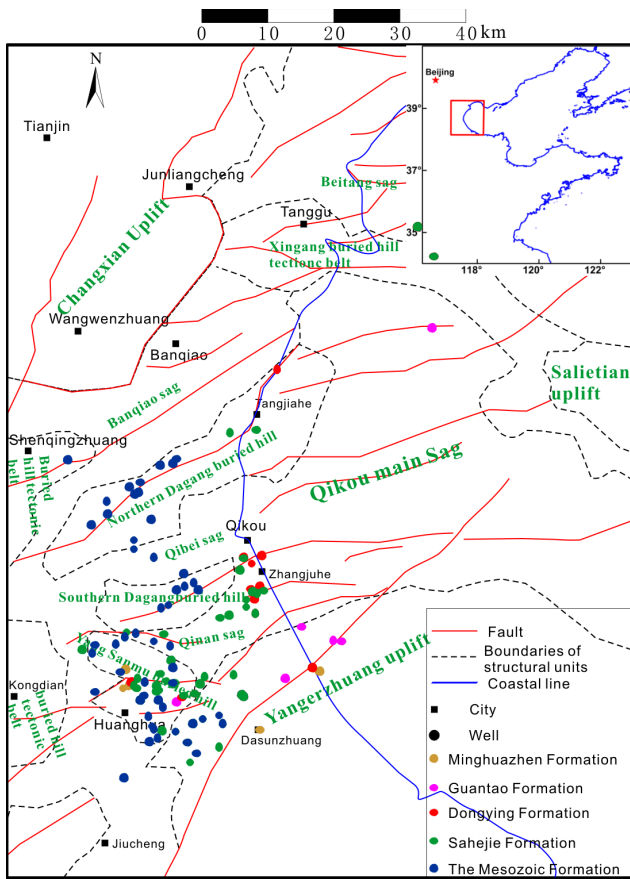 0 10 20 30 40 km
N
Tianjin
Junliangcheng
Tanggu
Beitang sag
Xingang buried hill
tectionc belt
Changxian Uplift
Wangwenzhuang
Banqiao
Banqiao sag
Tangjiahe
Shenqingzhuang
Buried
hill tectonic
belt
Northern Dagang buried hill
Salietian
uplift
Qikou main Sag
Qikou
Qibei sag
Zhangjuhe
Southern Dagangburied hill
Qinan sag
Yangerzhuang uplift
Kongdian
buried hill
tectonic
belt
Huanghua
Dasunzhuang
Jiucheng
Beijing
39°
37°
35°
118° 120° 122°
Fault
Boundaries of
structural units
Coastal line
City
Well
Minghuazhen Formation
Guantao Formation
Dongying Formation
Sahejie Formation
The Mesozoic Formation